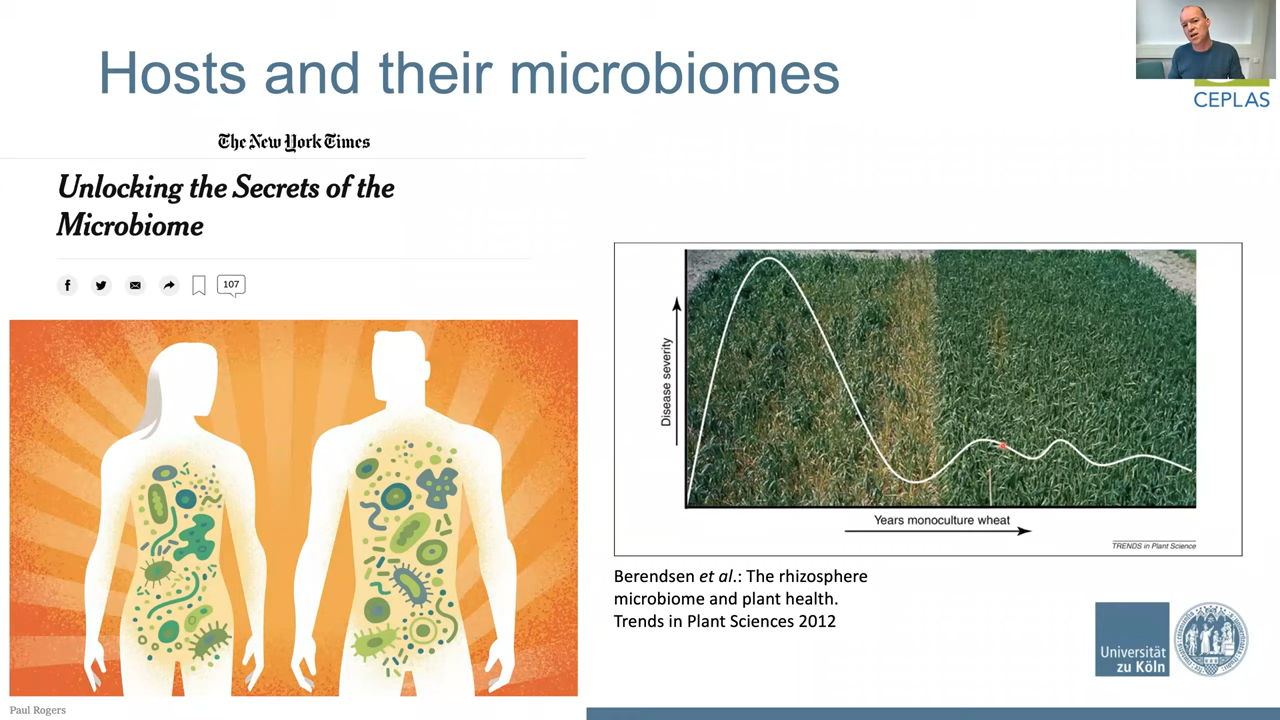 Hosts and their microbiomes
CEPLAS
The New York Times
Unlocking the Secrets of the
Microbiome
f
107
Disease severity
Years monoculture wheat
TRENDS in Plant Science
Berendsen et al.: The rhizosphere
microbiome and plant health.
Trends in Plant Sciences 2012
Universität
zu Köln
Paul Rogers